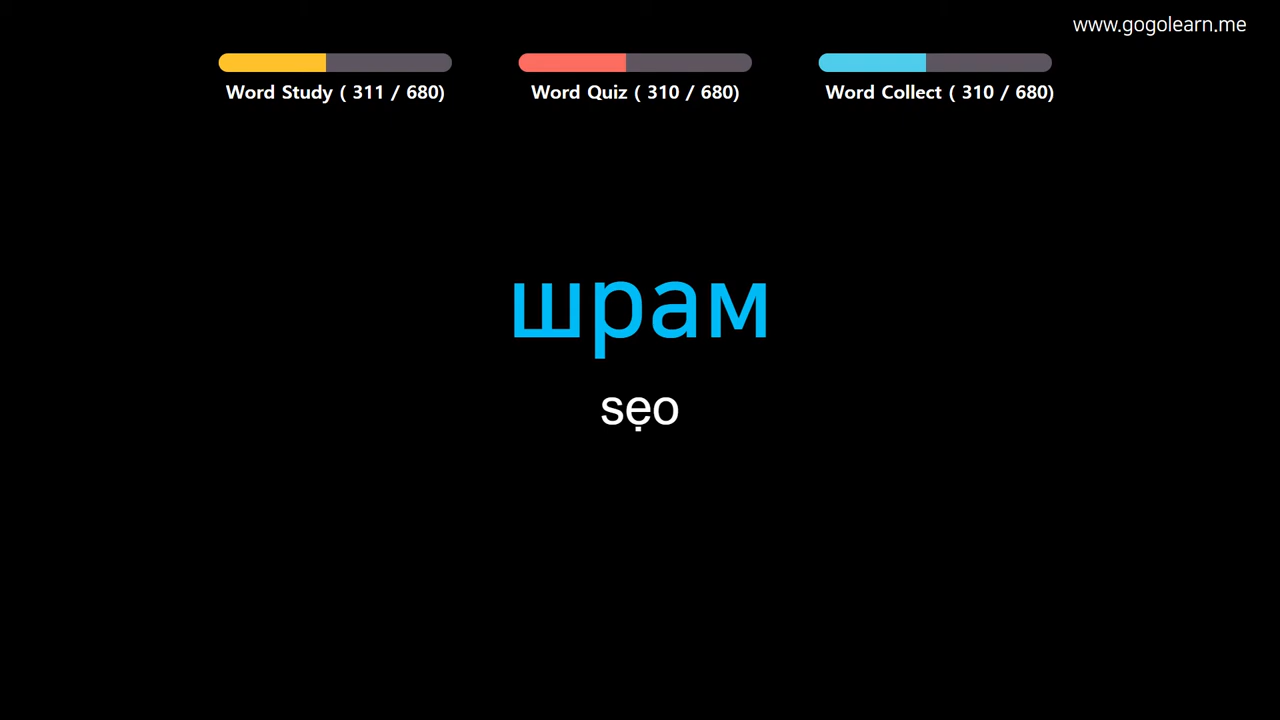 www.gogolearn.me
Word Study ( 311 / 680)
Word Quiz ( 310 / 680)
Word Collect ( 310 / 680)
шрам
sẹo